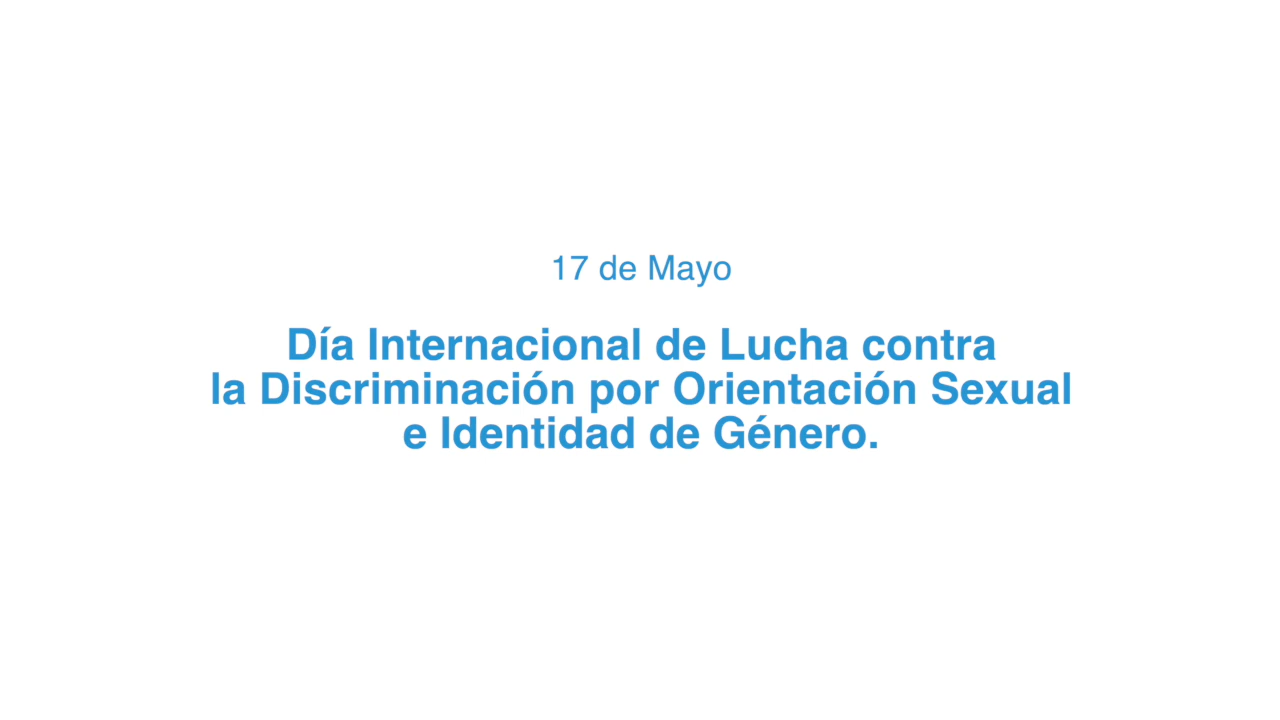 17 de Mayo
Día Internacional de Lucha contra
la Discriminación por Orientación Sexual
e Identidad de Género.